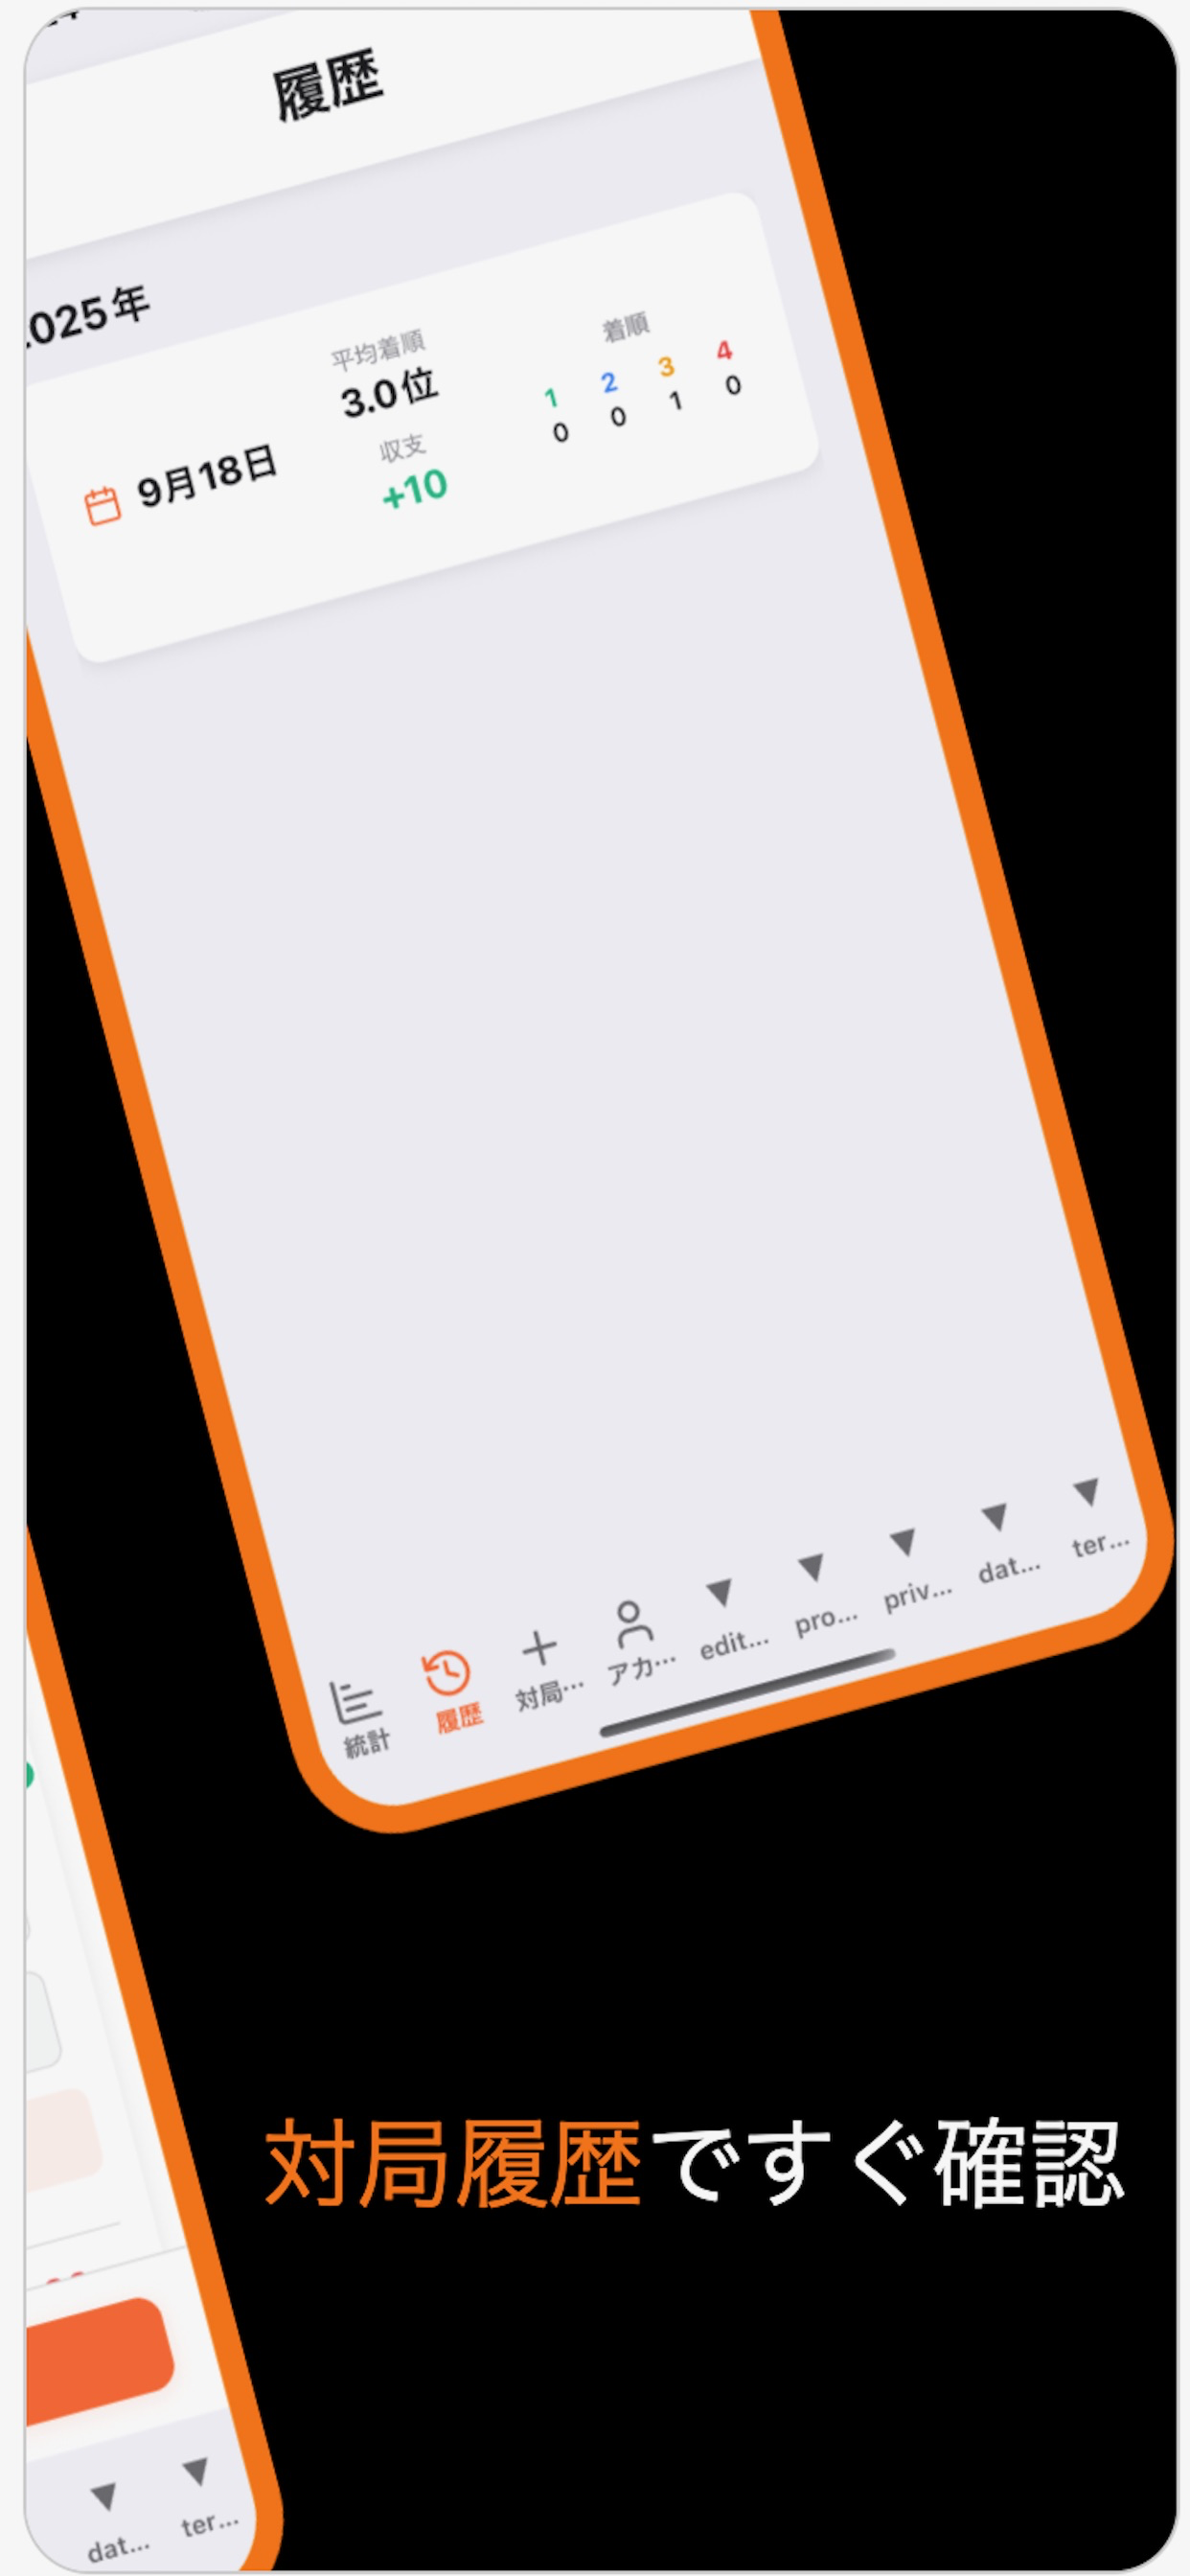 履歴
2025年
平均着順
3.0位
着順
1 2 3 4
0 0 1 0
9月18日
収支
+10
統計
履歴
対局…
アカ…
edit...
pro...
priv...
dat...
ter...
対局履歴ですぐ確認
dat...
ter...